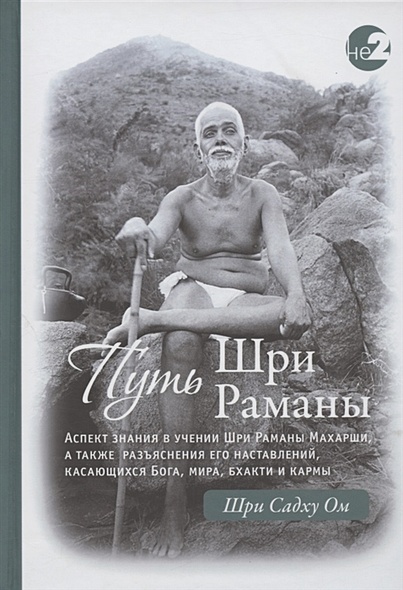 не2
Путь Шри
Раманы
Аспект знания в учении Шри Раманы Махарши,
а также разъяснения его наставлений,
касающихся Бога, мира, бхакти и кармы
Шри Садху Ом